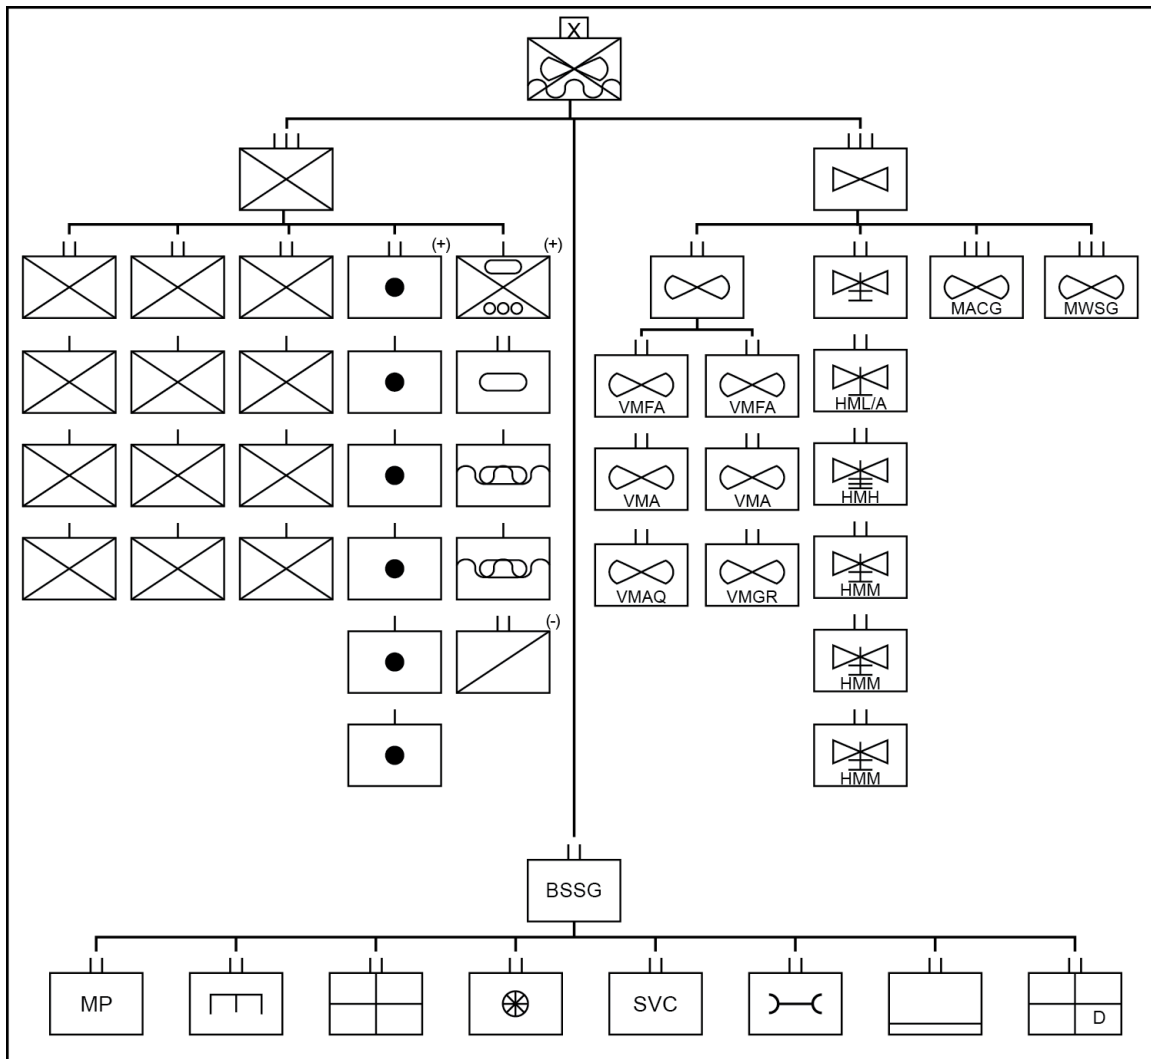 X
(+)
(+)
MACG
MWSG
VMFA
VMFA
HML/A
VMA
VMA
HMH
VMAQ
VMGR
HMM
(-)
HMM
HMM
BSSG
MP
SVC
D